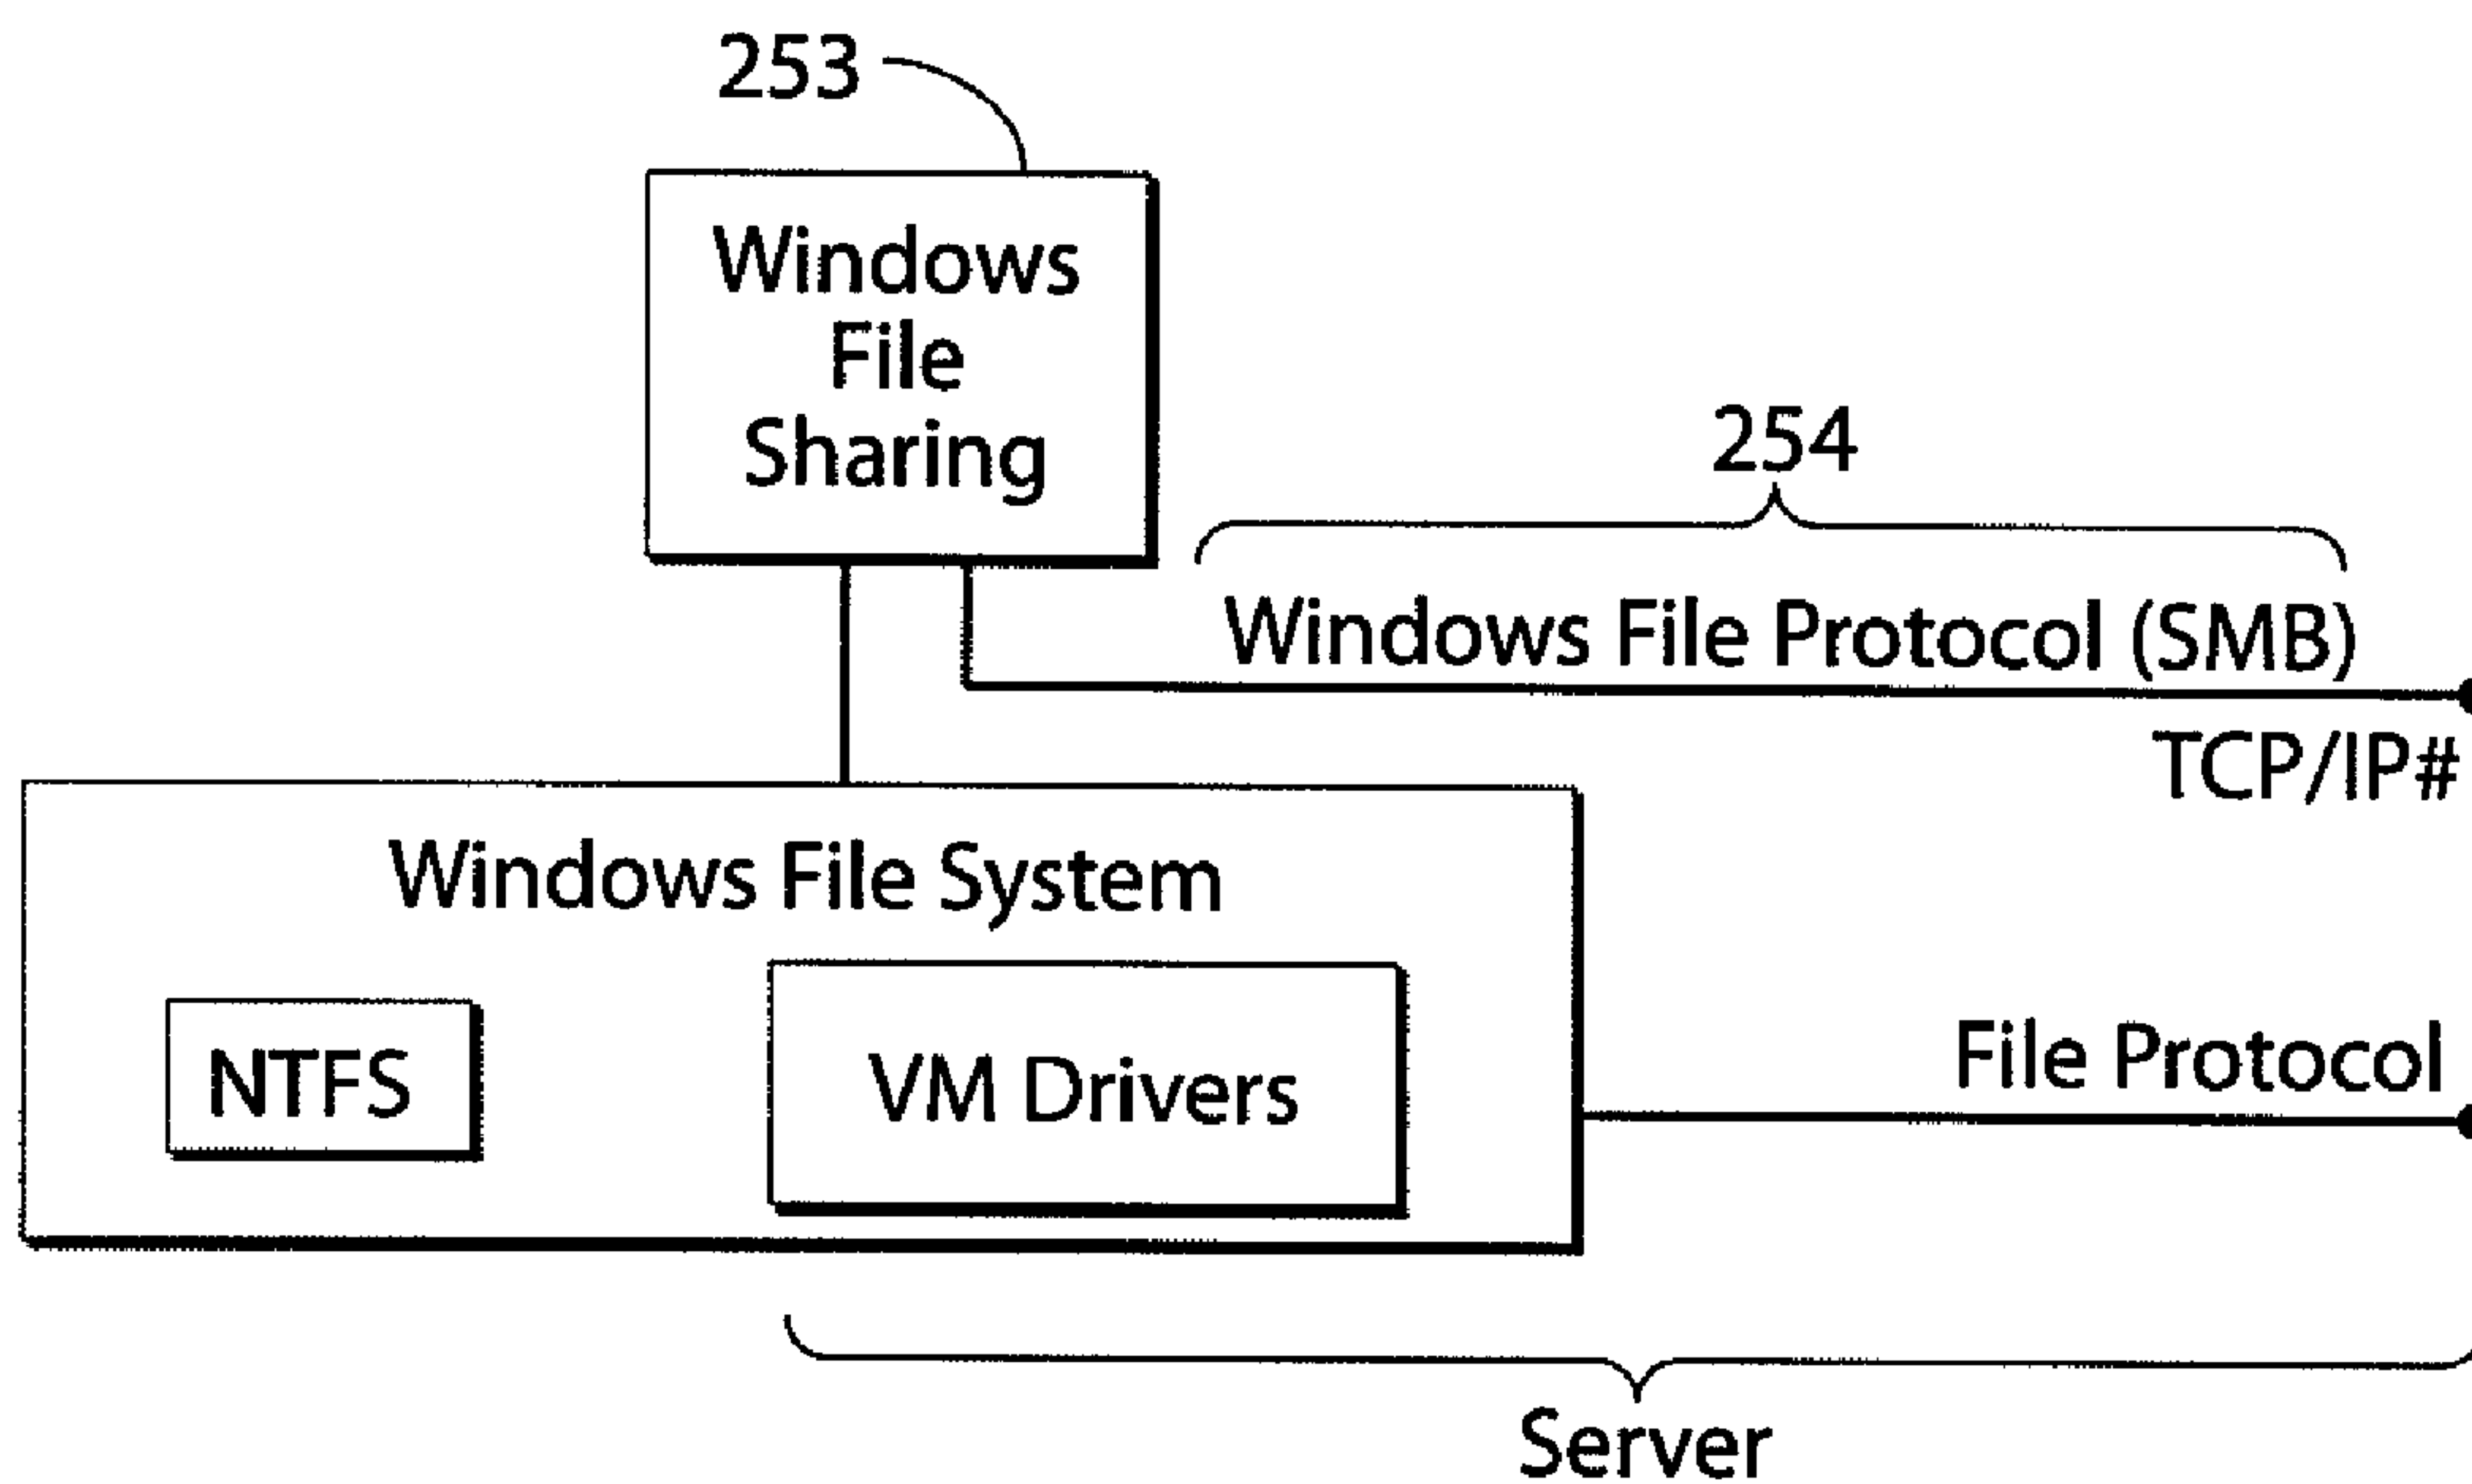 253
Windows
File
Sharing
254
Windows File Protocol (SMB)
TCP/IP#
Windows File System
NTFS
VM Drivers
File Protocol
Server